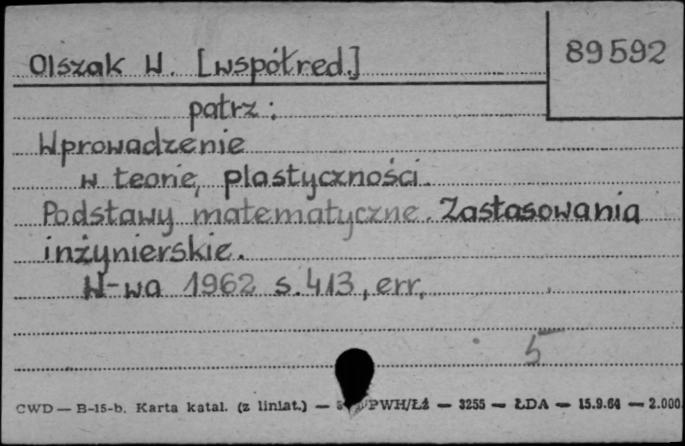 89592
Olszak W. [współred.]
patrz:
Wprowadzenie
w teorię plastyczności.
Podstawy matematyczne. Zastosowania
inżynierskie.
W-wa 1962 s. 413, err.
5
CWD — B-15-b. Karta katal. (z liniat.) — PWH/Łź — 3255 — ŁDA — 15.9.64 — 2.000.